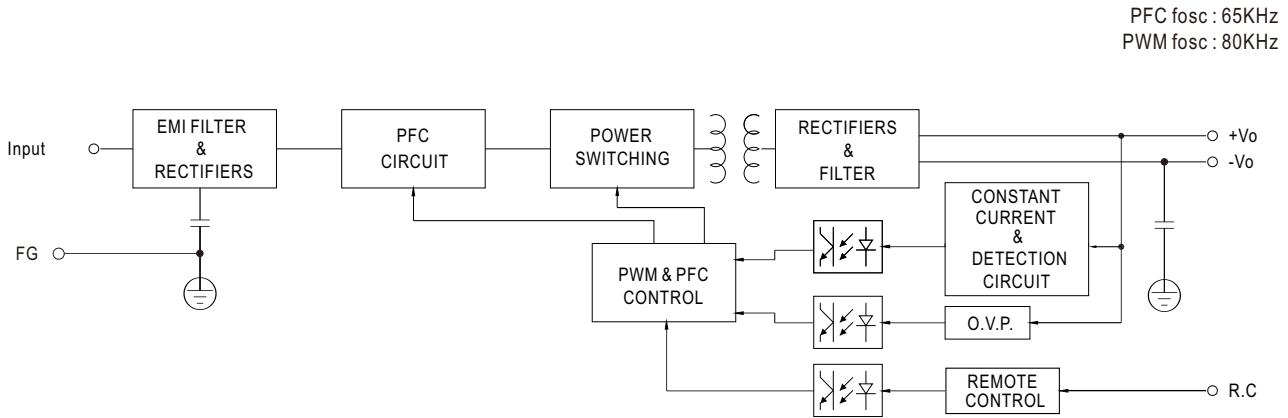 PFC fosc : 65KHz
PWM fosc : 80KHz
Input
EMI FILTER
&
RECTIFIERS
PFC
CIRCUIT
POWER
SWITCHING
RECTIFIERS
&
FILTER
+Vo
-Vo
FG
PWM & PFC
CONTROL
CONSTANT
CURRENT
&
DETECTION
CIRCUIT
O.V.P.
REMOTE
CONTROL
R.C